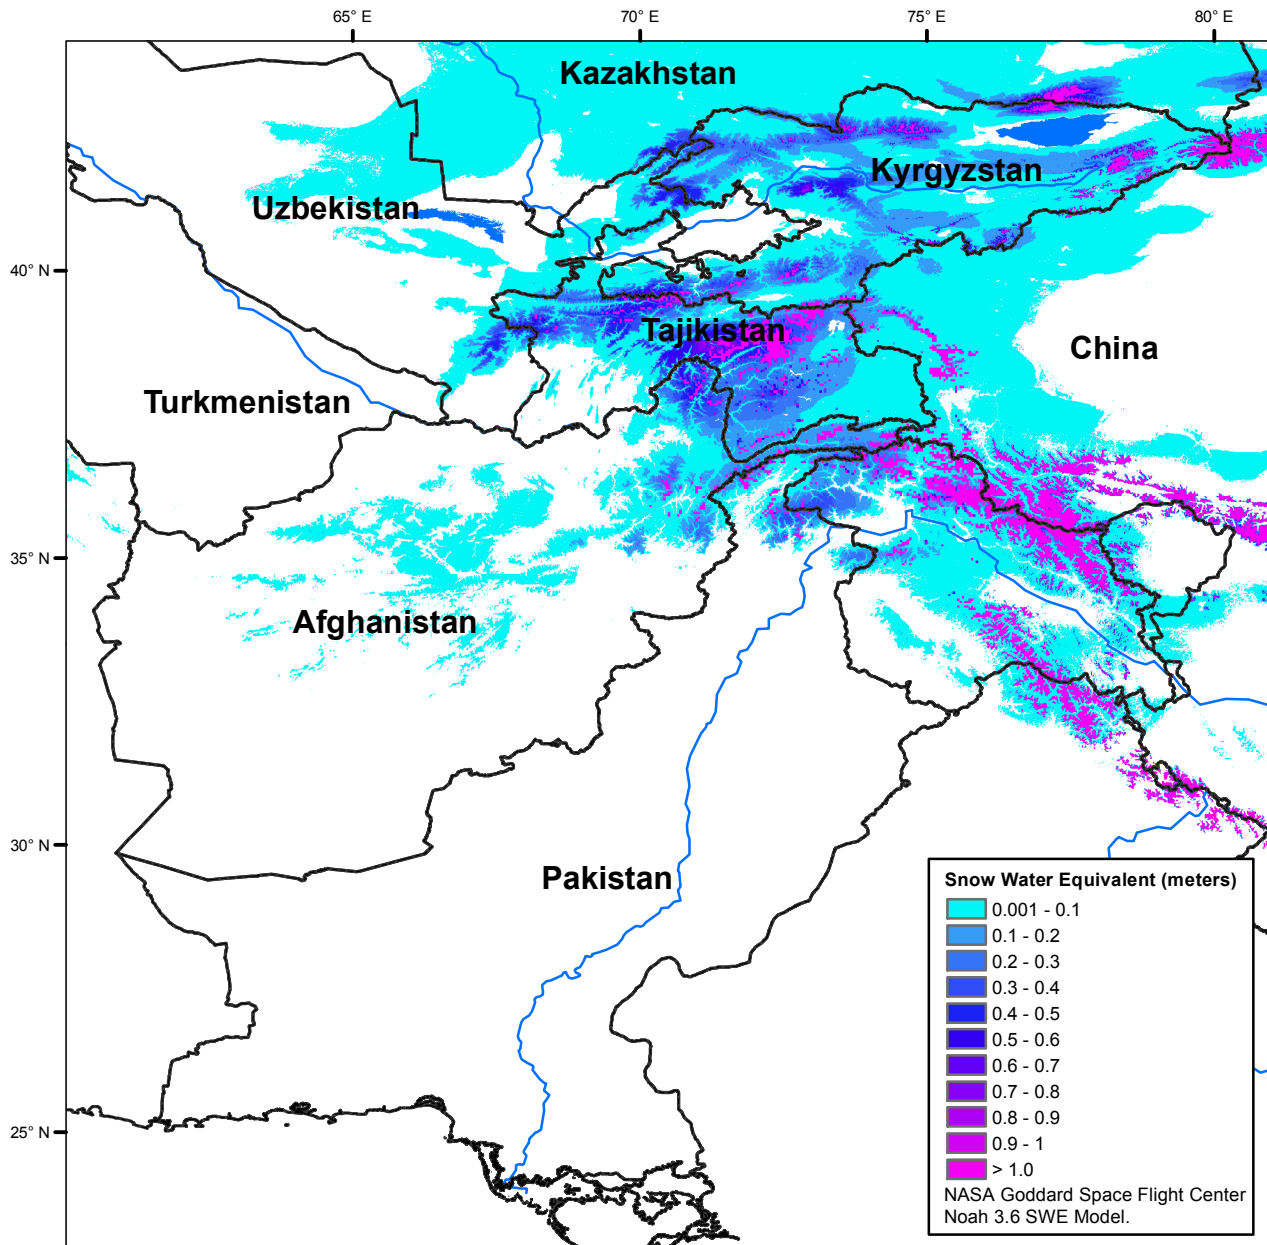 65° E
70° E
75° E
80° E
Kazakhstan
Kyrgyzstan
Uzbekistan
40° N
Tajikistan
China
Turkmenistan
35° N
Afghanistan
30° N
Pakistan
25° N
Snow Water Equivalent (meters)
0.001 - 0.1
0.1 - 0.2
0.2 - 0.3
0.3 - 0.4
0.4 - 0.5
0.5 - 0.6
0.6 - 0.7
0.7 - 0.8
0.8 - 0.9
0.9 - 1
> 1.0
NASA Goddard Space Flight Center
Noah 3.6 SWE Model.